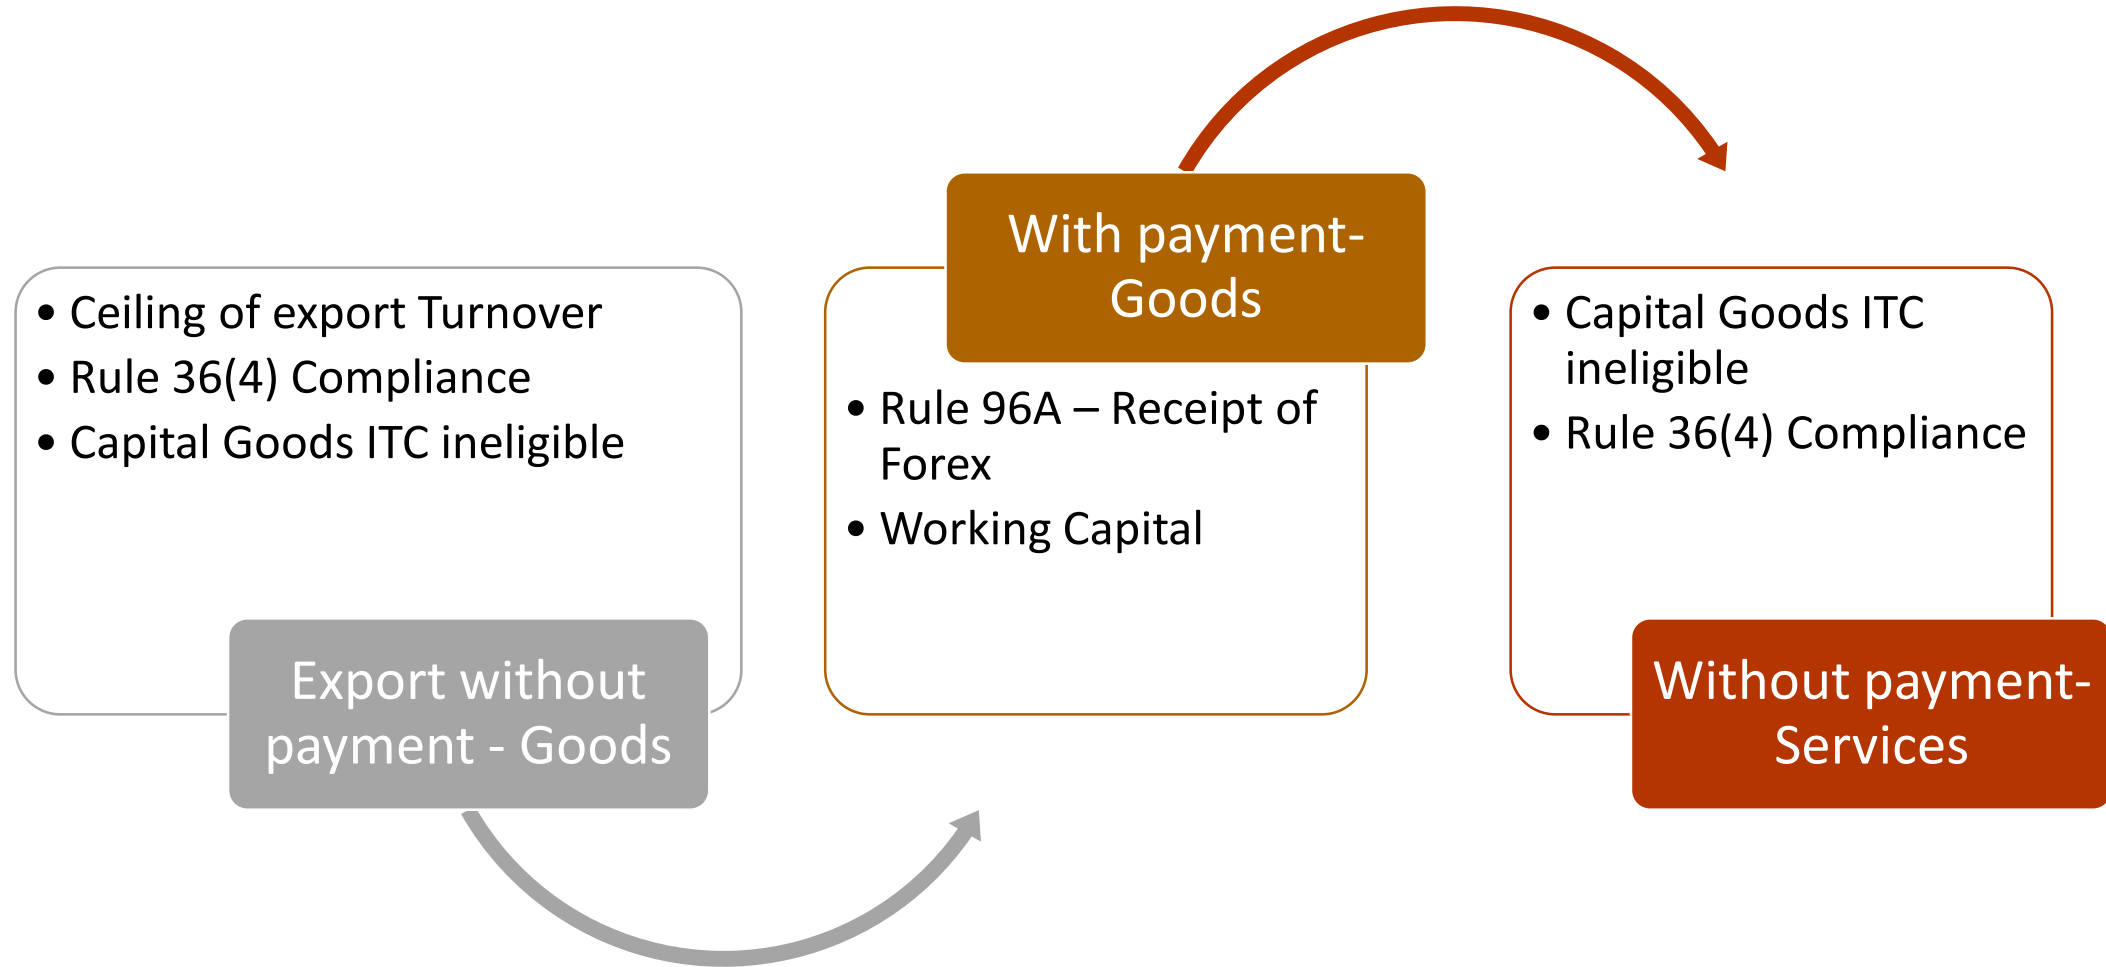 • Ceiling of export Turnover
• Rule 36(4) Compliance
• Capital Goods ITC ineligible
Export without
payment - Goods
With payment-
Goods
• Rule 96A – Receipt of
Forex
• Working Capital
• Capital Goods ITC
ineligible
• Rule 36(4) Compliance
Without payment-
Services